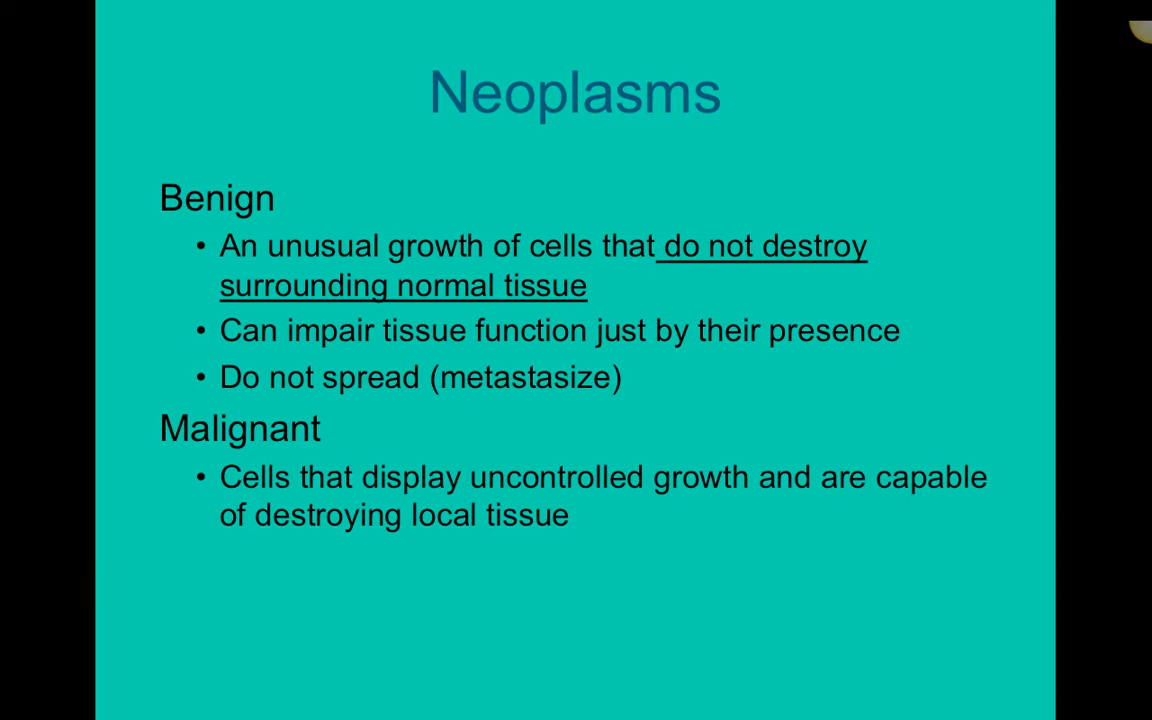 Neoplasms
Benign
• An unusual growth of cells that do not destroy
surrounding normal tissue
• Can impair tissue function just by their presence
• Do not spread (metastasize)
Malignant
• Cells that display uncontrolled growth and are capable
of destroying local tissue